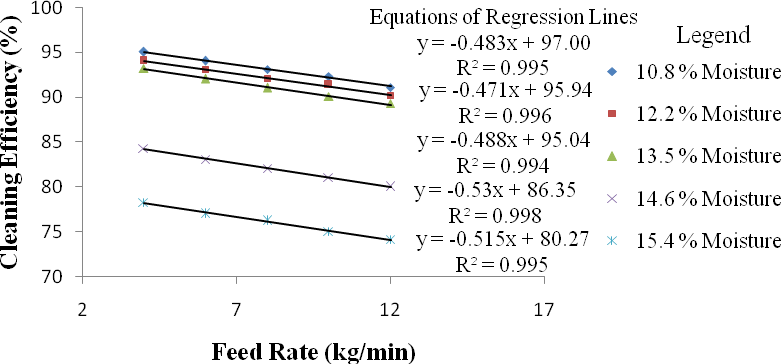 Equations of Regression Lines
y = -0.483x + 97.00
R² = 0.995
y = -0.471x + 95.94
R² = 0.996
y = -0.488x + 95.04
R² = 0.994
y = -0.53x + 86.35
R² = 0.998
y = -0.515x + 80.27
R² = 0.995
Legend
10.8 % Moisture
12.2 % Moisture
13.5 % Moisture
14.6 % Moisture
15.4 % Moisture
Cleaning Efficiency (%)
100
95
90
85
80
75
70
2
7
12
17
Feed Rate (kg/min)